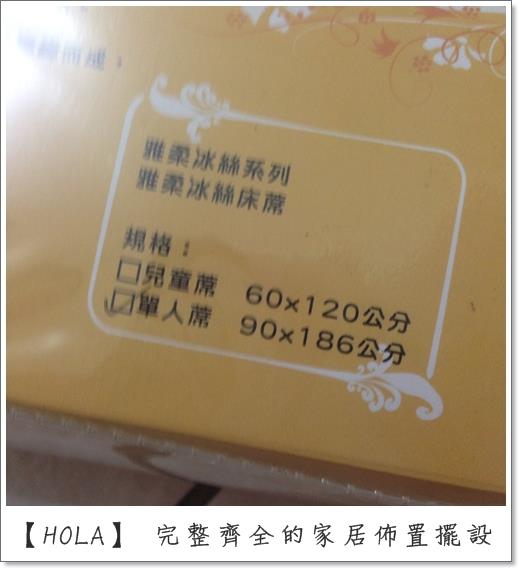 而成：
雅柔冰絲系列
雅柔冰絲床蓆
規格：
□兒童蓆 60x120公分
☑單人蓆 90x186公分
【HOLA】 完整齊全的家居佈置擺設